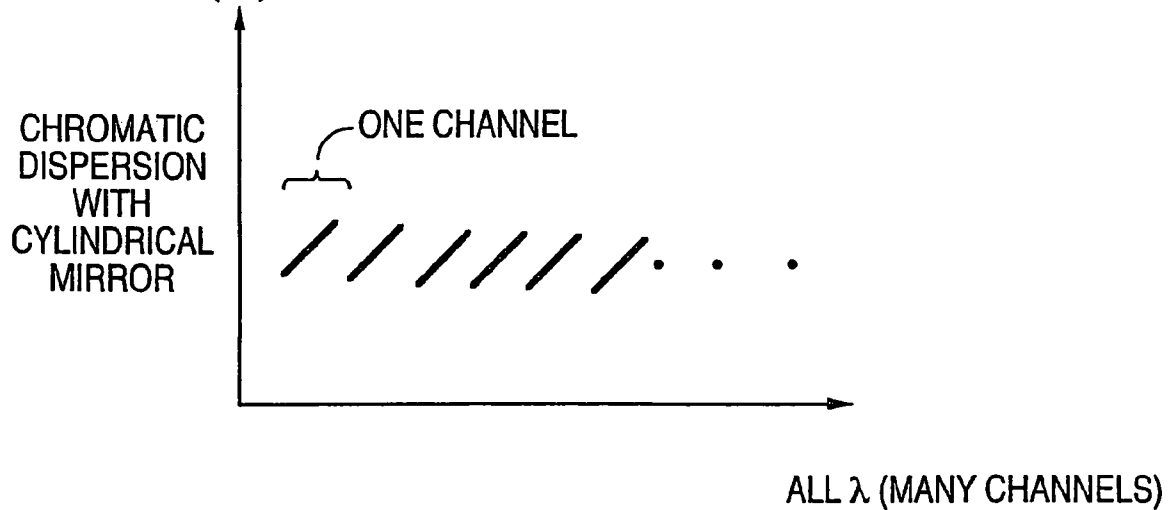 CHROMATIC
DISPERSION
WITH
CYLINDRICAL
MIRROR
ONE CHANNEL
ALL λ (MANY CHANNELS)